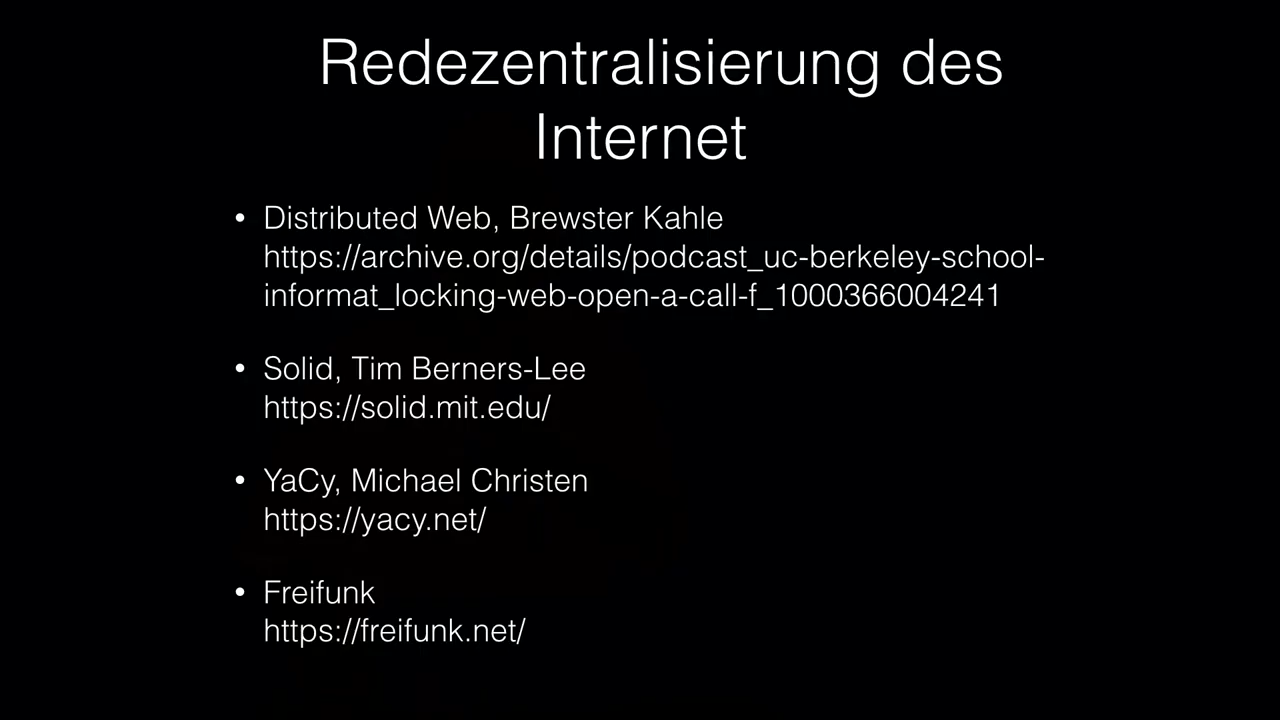 Redezentralisierung des
Internet
• Distributed Web, Brewster Kahle
https://archive.org/details/podcast_uc-berkeley-school-
informat_locking-web-open-a-call-f_1000366004241
• Solid, Tim Berners-Lee
https://solid.mit.edu/
• YaCy, Michael Christen
https://yacy.net/
• Freifunk
https://freifunk.net/